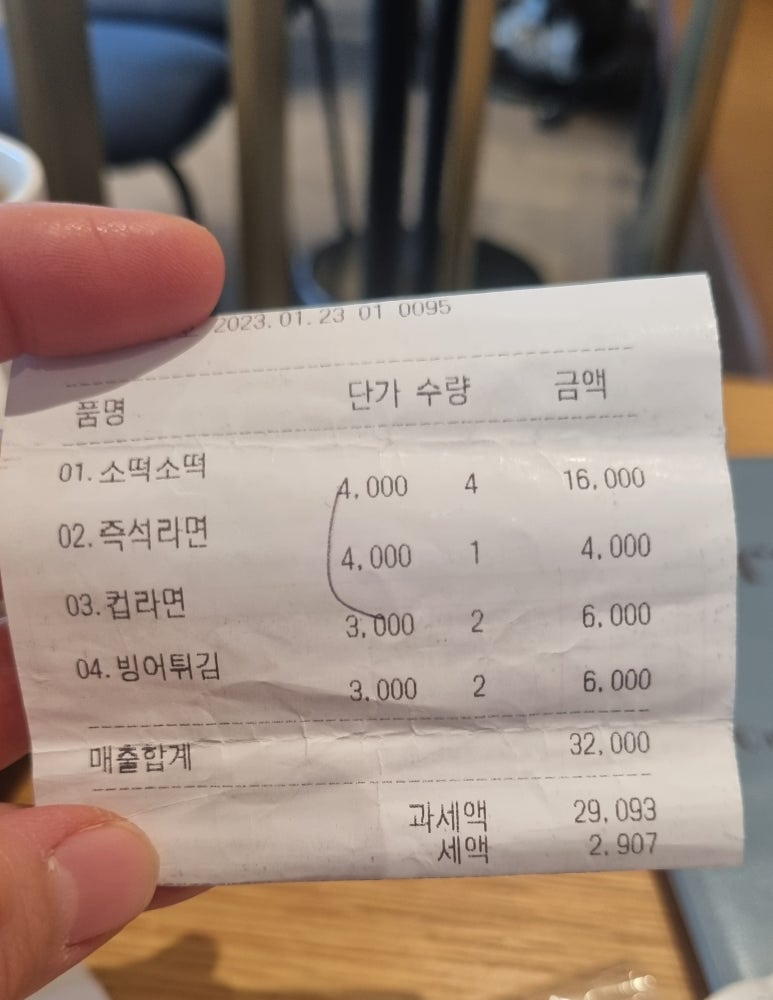 2023.01.23 01 0095
품명 단가 수량 금액
01.소떡소떡 4,000 4 16,000
02.즉석라면 4,000 1 4,000
03.컵라면 3,000 2 6,000
04.빙어튀김 3,000 2 6,000
매출합계 32,000
과세액 29,093
세액 2,907